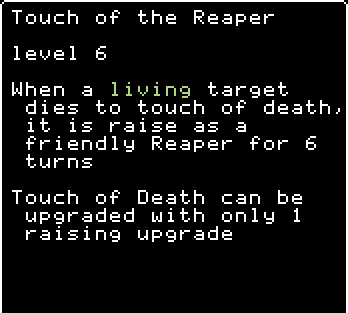 Touch of the Reaper
level 6
When a living target
dies to touch of death,
it is raise as a
friendly Reaper for 6
turns
Touch of Death can be
upgraded with only 1
raising upgrade